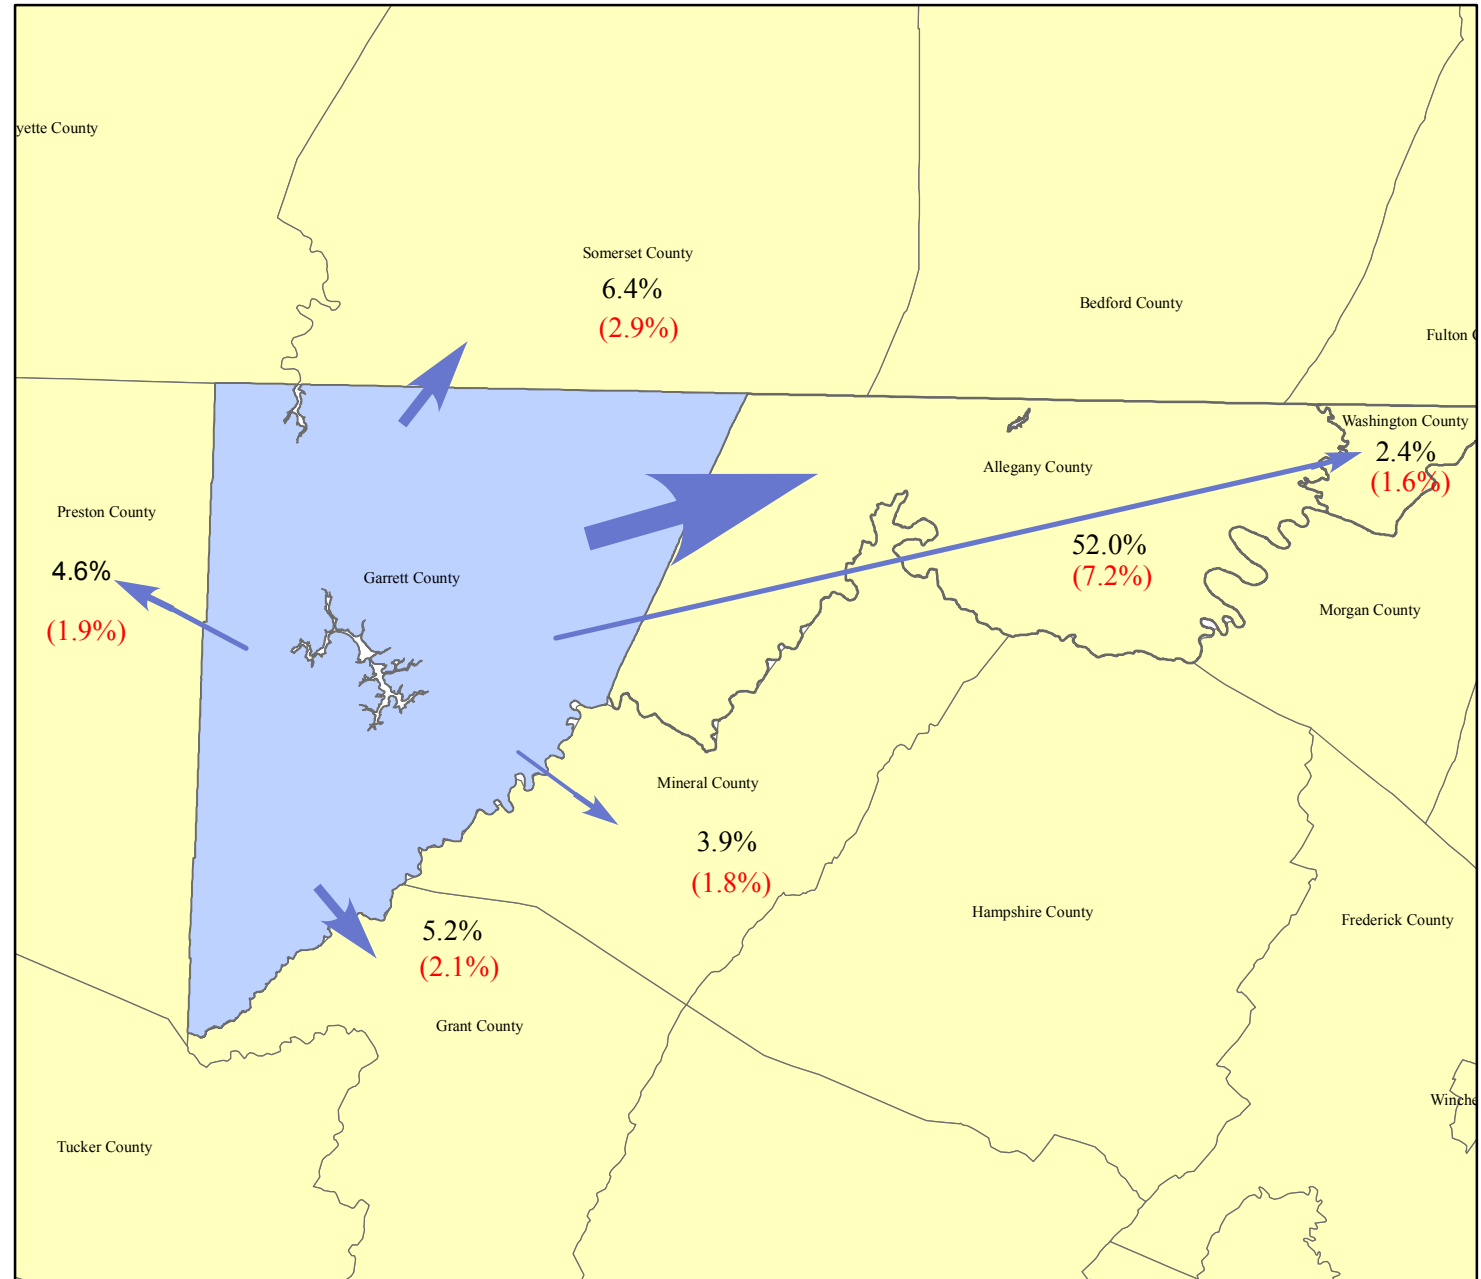 yette County
Somerset County
6.4%
(2.9%)
Bedford County
Fulton C
Washington County
2.4%
(1.6%)
Allegany County
52.0%
(7.2%)
Preston County
4.6%
(1.9%)
Garrett County
Morgan County
Mineral County
3.9%
(1.8%)
Hampshire County
Frederick County
5.2%
(2.1%)
Grant County
Winche
Tucker County